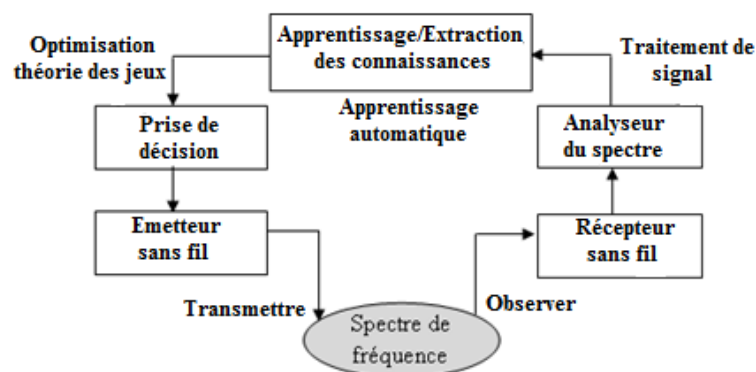 Optimisation
théorie des jeux
Apprentissage/Extraction
des connaissances
Traitement de
signal
Apprentissage
automatique
Prise de
décision
Analyseur
du spectre
Emetteur
sans fil
Récepteur
sans fil
Transmettre
Observer
Spectre de
fréquence